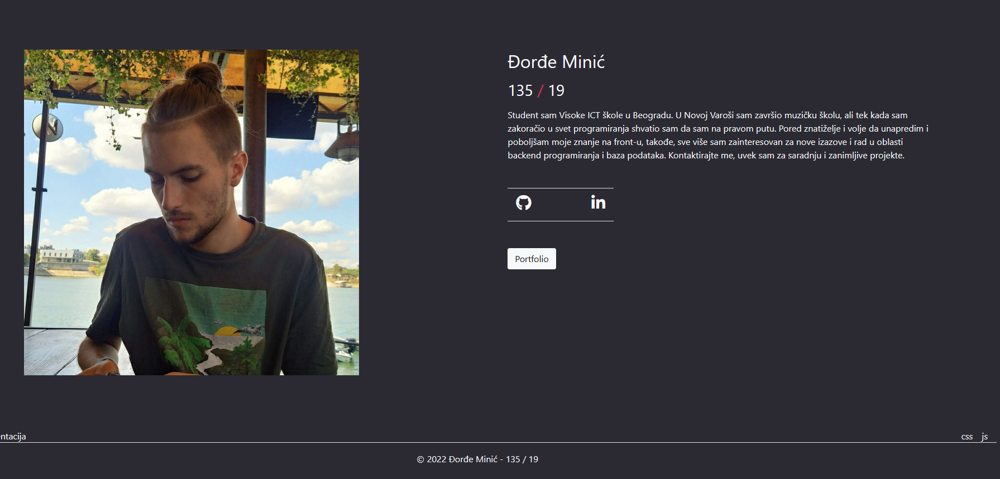 Đorđe Minić
135 / 19
Student sam Visoke ICT škole u Beogradu. U Novoj Varoši sam završio muzičku školu, ali tek kada sam
zakoračio u svet programiranja shvatio sam da sam na pravom putu. Pored znatiželje i volje da unapredim i
poboljšam moje znanje na front-u, takođe, sve više sam zainteresovan za nove izazove i rad u oblasti
backend programiranja i baza podataka. Kontaktirajte me, uvek sam za saradnju i zanimljive projekte.
in
Portfolio
ntacija
css js
© 2022 Đorđe Minić - 135 / 19